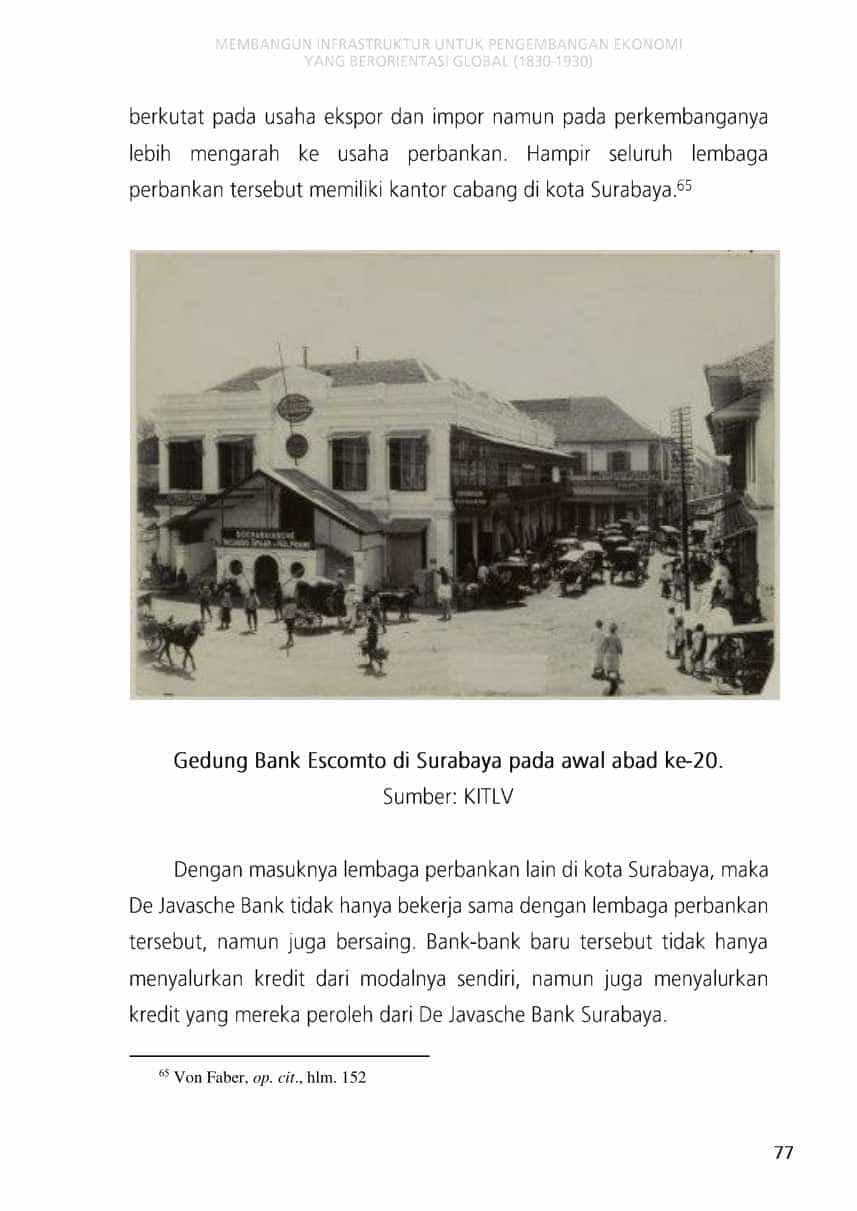 MEMBANGUN INFRASTRUKTUR UNTUK PENGEMBANGAN EKONOMI
YANG BERORIENTASI GLOBAL (1830-1930)
berkutat pada usaha ekspor dan impor namun pada perkembanganya
lebih mengarah ke usaha perbankan. Hampir seluruh lembaga
perbankan tersebut memiliki kantor cabang di kota Surabaya.65
SOERABAIASCHE
Gedung Bank Escomto di Surabaya pada awal abad ke-20.
Sumber: KITLV
Dengan masuknya lembaga perbankan lain di kota Surabaya, maka
De Javasche Bank tidak hanya bekerja sama dengan lembaga perbankan
tersebut, namun juga bersaing. Bank-bank baru tersebut tidak hanya
menyalurkan kredit dari modalnya sendiri, namun juga menyalurkan
kredit yang mereka peroleh dari De Javasche Bank Surabaya.
65 Von Faber, op. cit., hlm. 152
77